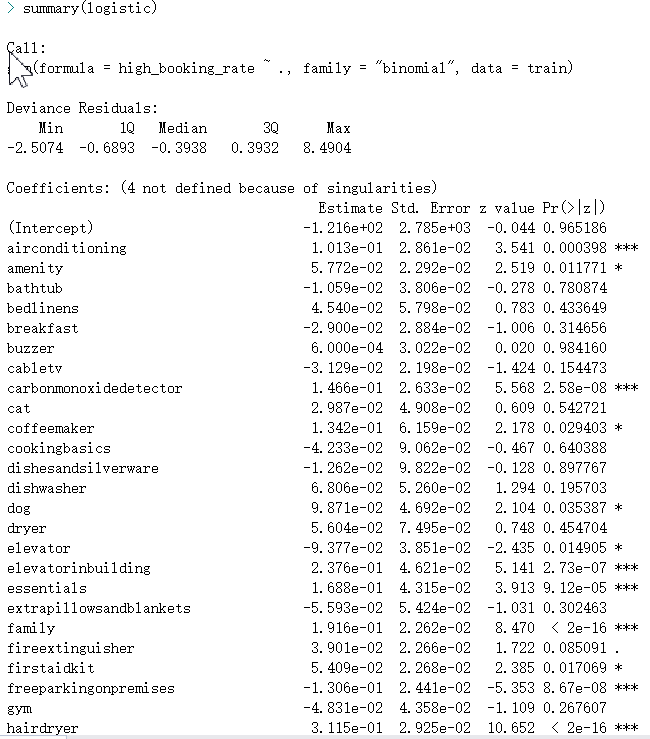 > summary(logistic)
Call:
(formula = high_booking_rate ~ ., family = "binomial", data = train)
Deviance Residuals:
Min 1Q Median 3Q Max
-2.5074 -0.6893 -0.3938 0.3932 8.4904
Coefficients: (4 not defined because of singularities)
Estimate Std. Error z value Pr(>|z|)
(Intercept) -1.216e+02 2.785e+03 -0.044 0.965186
airconditioning 1.013e-01 2.861e-02 3.541 0.000398 ***
amenity 5.772e-02 2.292e-02 2.519 0.011771 *
bathtub -1.059e-02 3.806e-02 -0.278 0.780874
bedlinens 4.540e-02 5.798e-02 0.783 0.433649
breakfast -2.900e-02 2.884e-02 -1.006 0.314656
buzzer 6.000e-04 3.022e-02 0.020 0.984160
cabletv -3.129e-02 2.198e-02 -1.424 0.154473
carbonmonoxidedetector 1.466e-01 2.633e-02 5.568 2.58e-08 ***
cat 2.987e-02 4.908e-02 0.609 0.542721
coffeemaker 1.342e-01 6.159e-02 2.178 0.029403 *
cookingbasics -4.233e-02 9.062e-02 -0.467 0.640388
dishesandsilverware -1.262e-02 9.822e-02 -0.128 0.897767
dishwasher 6.806e-02 5.260e-02 1.294 0.195703
dog 9.871e-02 4.692e-02 2.104 0.035387 *
dryer 5.604e-02 7.495e-02 0.748 0.454704
elevator -9.377e-02 3.851e-02 -2.435 0.014905 *
elevatorinbuilding 2.376e-01 4.621e-02 5.141 2.73e-07 ***
essentials 1.688e-01 4.315e-02 3.913 9.12e-05 ***
extrapillowsandblankets -5.593e-02 5.424e-02 -1.031 0.302463
family 1.916e-01 2.262e-02 8.470 < 2e-16 ***
fireextinguisher 3.901e-02 2.266e-02 1.722 0.085091 .
firstaidkit 5.409e-02 2.268e-02 2.385 0.017069 *
freeparkingonpremises -1.306e-01 2.441e-02 -5.353 8.67e-08 ***
gym -4.831e-02 4.358e-02 -1.109 0.267607
hairdryer 3.115e-01 2.925e-02 10.652 < 2e-16 ***